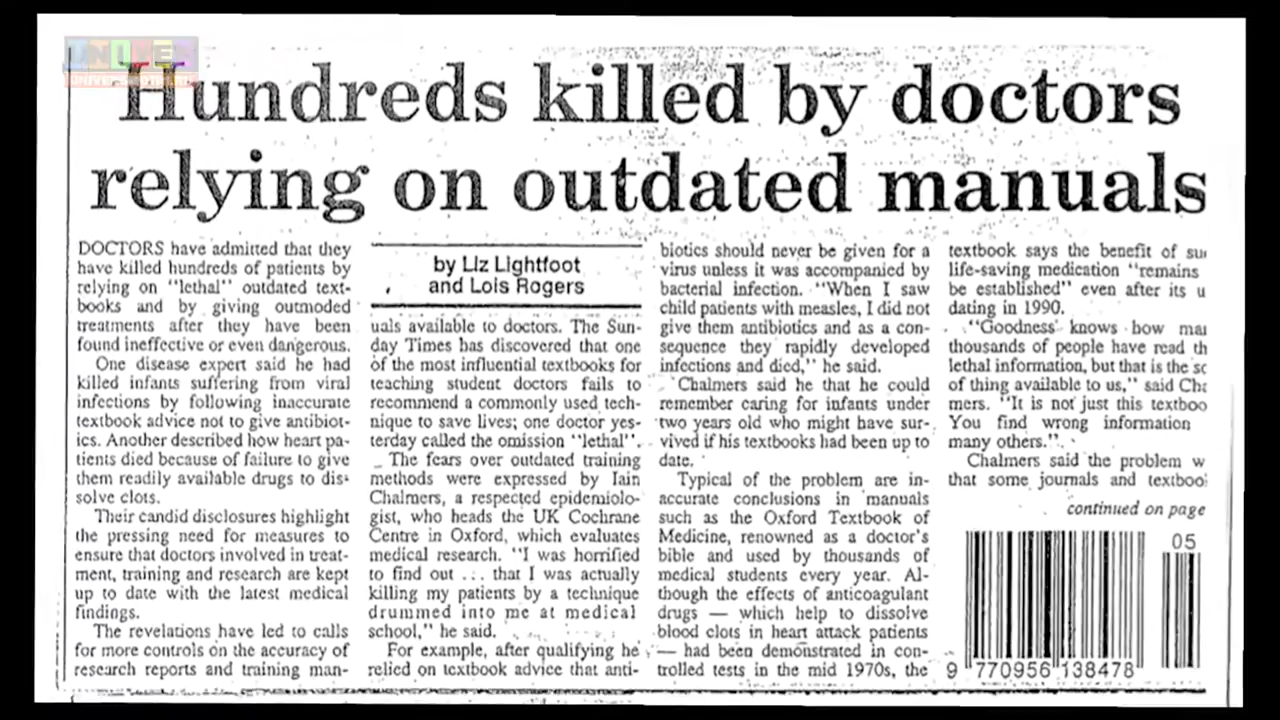 Hundreds killed by doctors
relying on outdated manuals
DOCTORS have admitted that they
have killed hundreds of patients by
relying on "lethal" outdated text-
books and by giving outmoded
treatments after they have been
found ineffective or even dangerous.
One disease expert said he had
killed infants suffering from viral
infections by following inaccurate
textbook advice not to give antibiot-
ics. Another described how heart pa-
tients died because of failure to give
them readily available drugs to dis-
solve clots.
Their candid disclosures highlight
the pressing need for measures to
ensure that doctors involved in treat-
ment, training and research are kept
up to date with the latest medical
findings.
The revelations have led to calls
for more controls on the accuracy of
research reports and training man-
by Liz Lightfoot
and Lois Rogers
uals available to doctors. The Sun-
day Times has discovered that one
of the most influential textbooks for
teaching student doctors fails to
recommend a commonly used tech-
nique to save lives; one doctor yes-
terday called the omission "lethal".
The fears over outdated training
methods were expressed by Iain
Chalmers, a respected epidemiolo-
gist, who heads the UK Cochrane
Centre in Oxford, which evaluates
medical research. "I was horrified
to find out ... that I was actually
killing my patients by a technique
drummed into me at medical
school," he said.
For example, after qualifying he
relied on textbook advice that anti-
biotics should never be given for a
virus unless it was accompanied by
bacterial infection. "When I saw
child patients with measles, I did not
give them antibiotics and as a con-
sequence they rapidly developed
infections and died," he said.
Chalmers said he that he could
remember caring for infants under
two years old who might have sur-
vived if his textbooks had been up to
date.
Typical of the problem are in-
accurate conclusions in manuals
such as the Oxford Textbook of
Medicine, renowned as a doctor's
bible and used by thousands of
medical students every year. Al-
though the effects of anticoagulant
drugs — which help to dissolve
blood clots in heart attack patients
— had been demonstrated in con-
trolled tests in the mid 1970s, the
textbook says the benefit of su
life-saving medication "remains
be established" even after its u
dating in 1990.
"Goodness knows how ma
thousands of people have read th
lethal information, but that is the so
of thing available to us," said Cha
mers. "It is not just this textboo
You find wrong information
many others."
Chalmers said the problem w
that some journals and textboo
continued on page
05
9 770956 138478